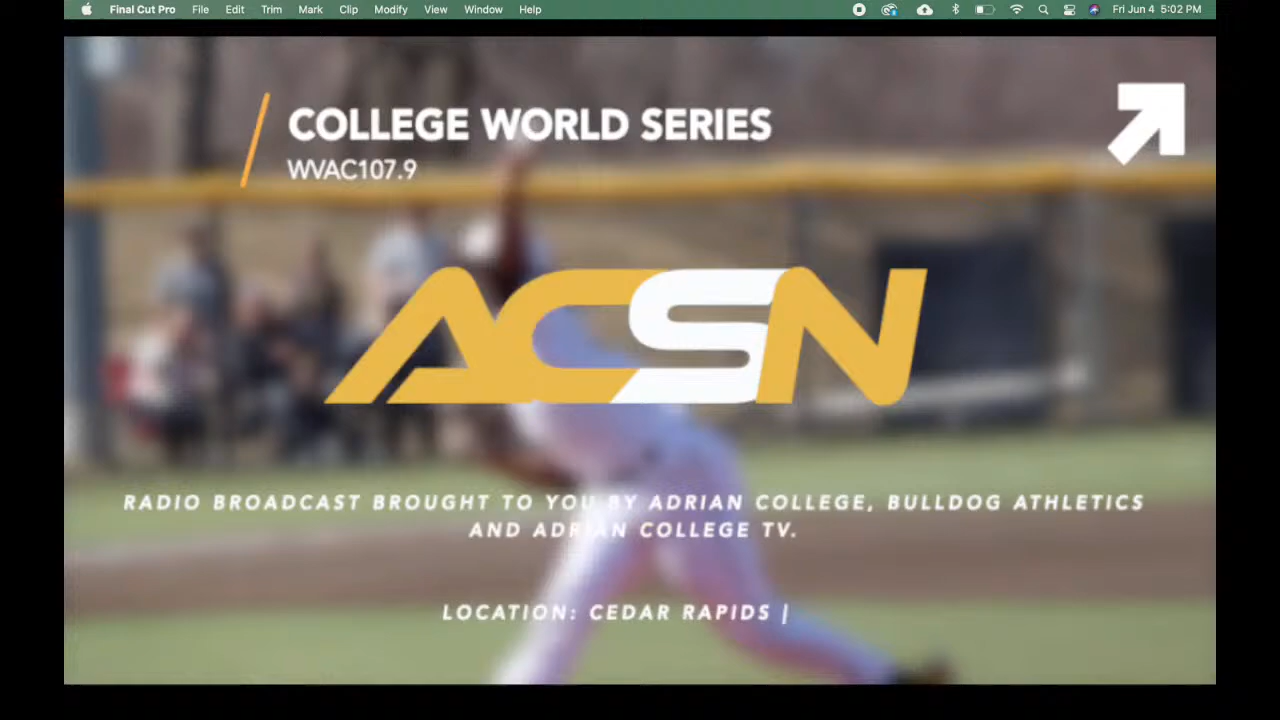 Final Cut Pro File Edit Trim Mark Clip Modify View Window Help Fri Jun 4 5:02 PM
COLLEGE WORLD SERIES
WVAC107.9
ACSN
RADIO BROADCAST BROUGHT TO YOU BY ADRIAN COLLEGE, BULLDOG ATHLETICS
AND ADRIAN COLLEGE TV.
LOCATION: CEDAR RAPIDS |